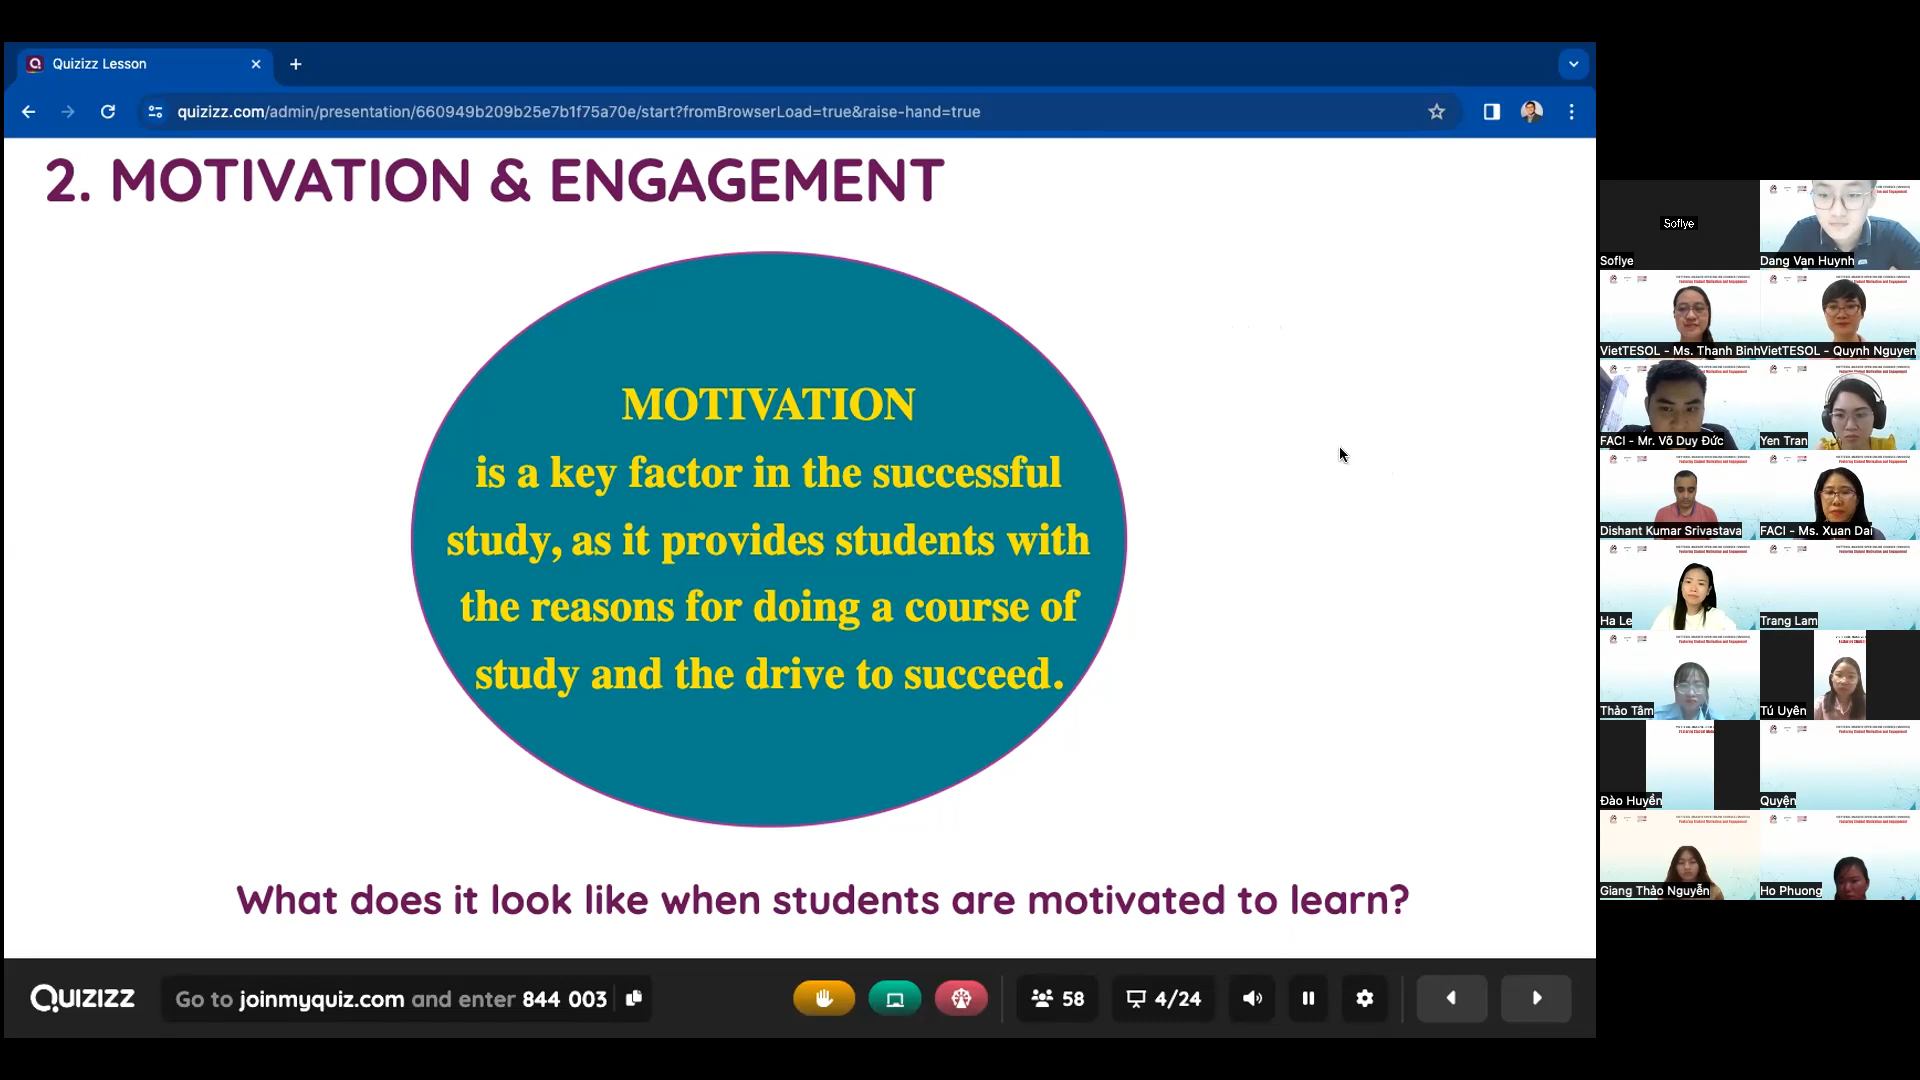 Quizizz Lesson
quizizz.com/admin/presentation/660949b209b25e7b1f75a70e/start?fromBrowserLoad=true&raise-hand=true
2. MOTIVATION & ENGAGEMENT
MOTIVATION
is a key factor in the successful
study, as it provides students with
the reasons for doing a course of
study and the drive to succeed.
What does it look like when students are motivated to learn?
QUIZIZZ
Go to joinmyquiz.com and enter 844 003
58
4/24
Soflye
Soflye
Dang Van Huynh
VietTESOL - Ms. Thanh Binh
VietTESOL - Quynh Nguyen
FACI - Mr. Võ Duy Đức
Yen Tran
Dishant Kumar Srivastava
FACI - Ms. Xuan Dai
Ha Le
Trang Lam
Thảo Tâm
Tú Uyên
Đào Huyền
Quyện
Giang Thảo Nguyễn
Ho Phuong